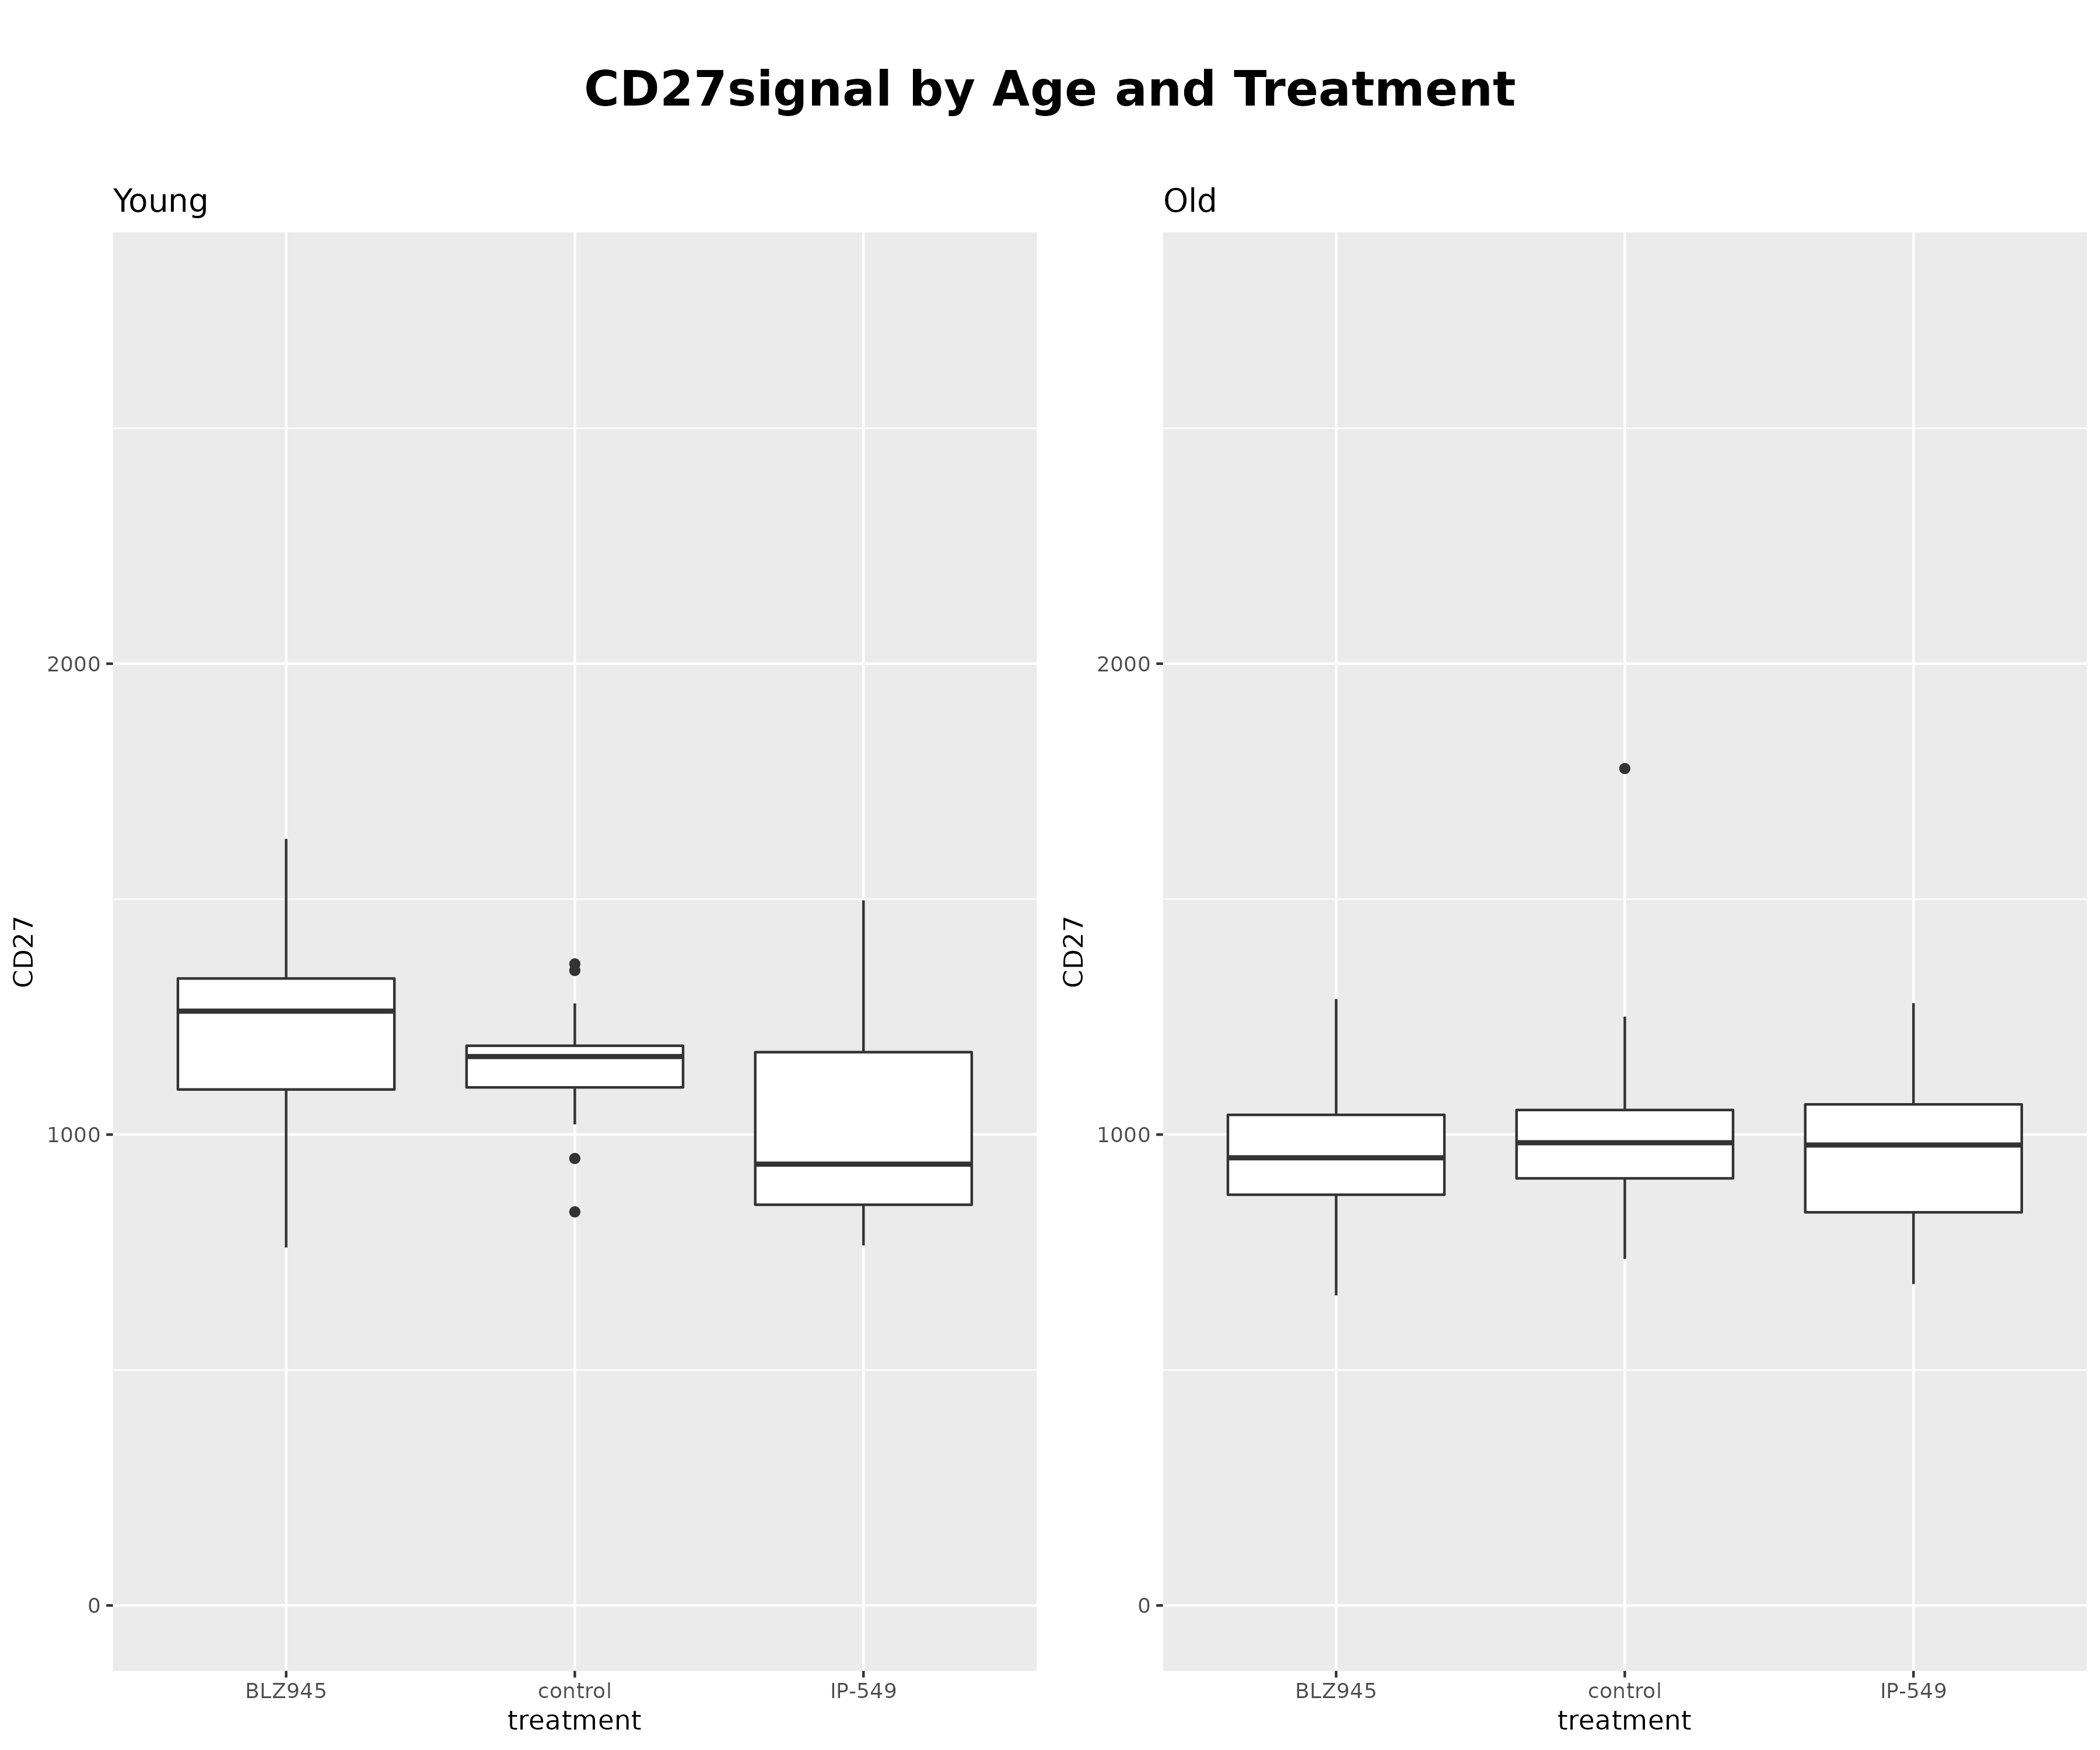 CD27signal by Age and Treatment
Young
CD27
2000
1000
0
BLZ945 control IP-549
treatment
Old
CD27
2000
1000
0
BLZ945 control IP-549
treatment